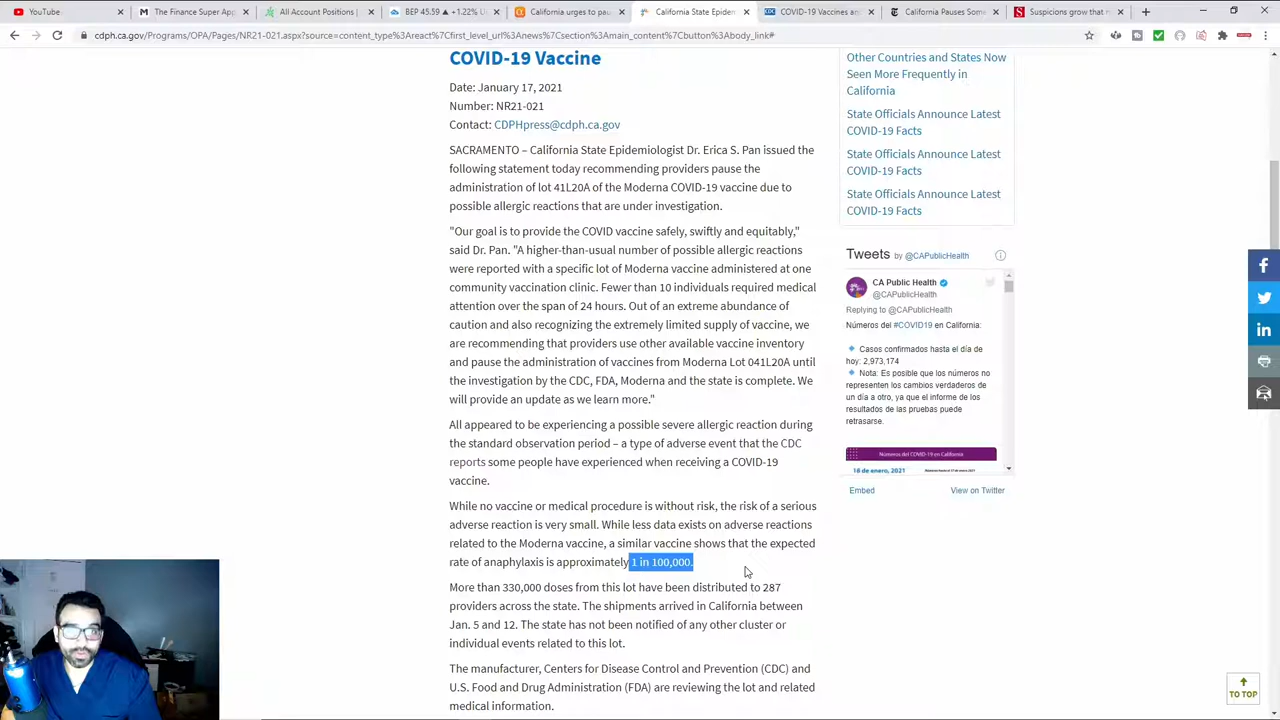 YouTube
The Finance Super App
All Account Positions
BEP 45.59 ▲ +1.22%
California urges to pau
California State Epidem
COVID-19 Vaccines a
California Pauses Some
Suspicions grow that
cdph.ca.gov/Programs/OPA/Pages/NR21-021.aspx?source=content_type%3Areact%7Cfirst_level_url%3Anews%7Csection%3Amain_content%7Cbutton%3Abody_link#
COVID-19 Vaccine
Date: January 17, 2021
Number: NR21-021
Contact: CDPHpress@cdph.ca.gov
SACRAMENTO – California State Epidemiologist Dr. Erica S. Pan issued the
following statement today recommending providers pause the
administration of lot 41L20A of the Moderna COVID-19 vaccine due to
possible allergic reactions that are under investigation.
"Our goal is to provide the COVID vaccine safely, swiftly and equitably,"
said Dr. Pan. "A higher-than-usual number of possible allergic reactions
were reported with a specific lot of Moderna vaccine administered at one
community vaccination clinic. Fewer than 10 individuals required medical
attention over the span of 24 hours. Out of an extreme abundance of
caution and also recognizing the extremely limited supply of vaccine, we
are recommending that providers use other available vaccine inventory
and pause the administration of vaccines from Moderna Lot 041L20A until
the investigation by the CDC, FDA, Moderna and the state is complete. We
will provide an update as we learn more."
All appeared to be experiencing a possible severe allergic reaction during
the standard observation period – a type of adverse event that the CDC
reports some people have experienced when receiving a COVID-19
vaccine.
While no vaccine or medical procedure is without risk, the risk of a serious
adverse reaction is very small. While less data exists on adverse reactions
related to the Moderna vaccine, a similar vaccine shows that the expected
rate of anaphylaxis is approximately 1 in 100,000.
More than 330,000 doses from this lot have been distributed to 287
providers across the state. The shipments arrived in California between
Jan. 5 and 12. The state has not been notified of any other cluster or
individual events related to this lot.
The manufacturer, Centers for Disease Control and Prevention (CDC) and
U.S. Food and Drug Administration (FDA) are reviewing the lot and related
medical information.
Other Countries and States Now
Seen More Frequently in
California
State Officials Announce Latest
COVID-19 Facts
State Officials Announce Latest
COVID-19 Facts
State Officials Announce Latest
COVID-19 Facts
Tweets by @CAPublicHealth
CA Public Health
@CAPublicHealth
Replying to @CAPublicHealth
Números del #COVID19 en California:
Casos confirmados hasta el día de
hoy: 2,973,174
Nota: Es posible que los números no
representen los cambios verdaderos de
un día a otro, ya que el informe de los
resultados de las pruebas puede
retrasarse.
Números del COVID-19 en California
18 de enero, 2021
Embed
View on Twitter
TO TOP